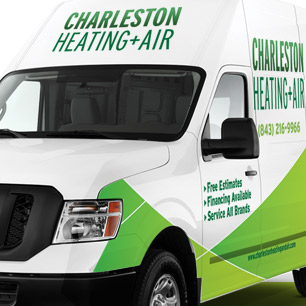 CHARLESTON
HEATING+AIR
CHARLESTON
HEATING+AIR
(843) 216-9966
Free Estimates
Financing Available
Service All Brands